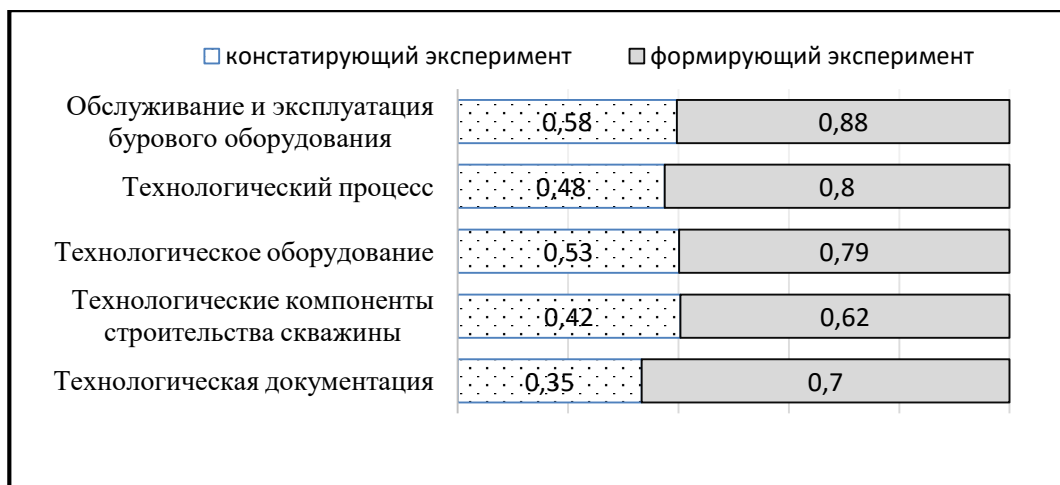 констатирующий эксперимент формирующий эксперимент
Обслуживание и эксплуатация
бурового оборудования
0,58 0,88
Технологический процесс 0,48 0,8
Технологическое оборудование 0,53 0,79
Технологические компоненты
строительства скважины
0,42 0,62
Технологическая документация 0,35 0,7